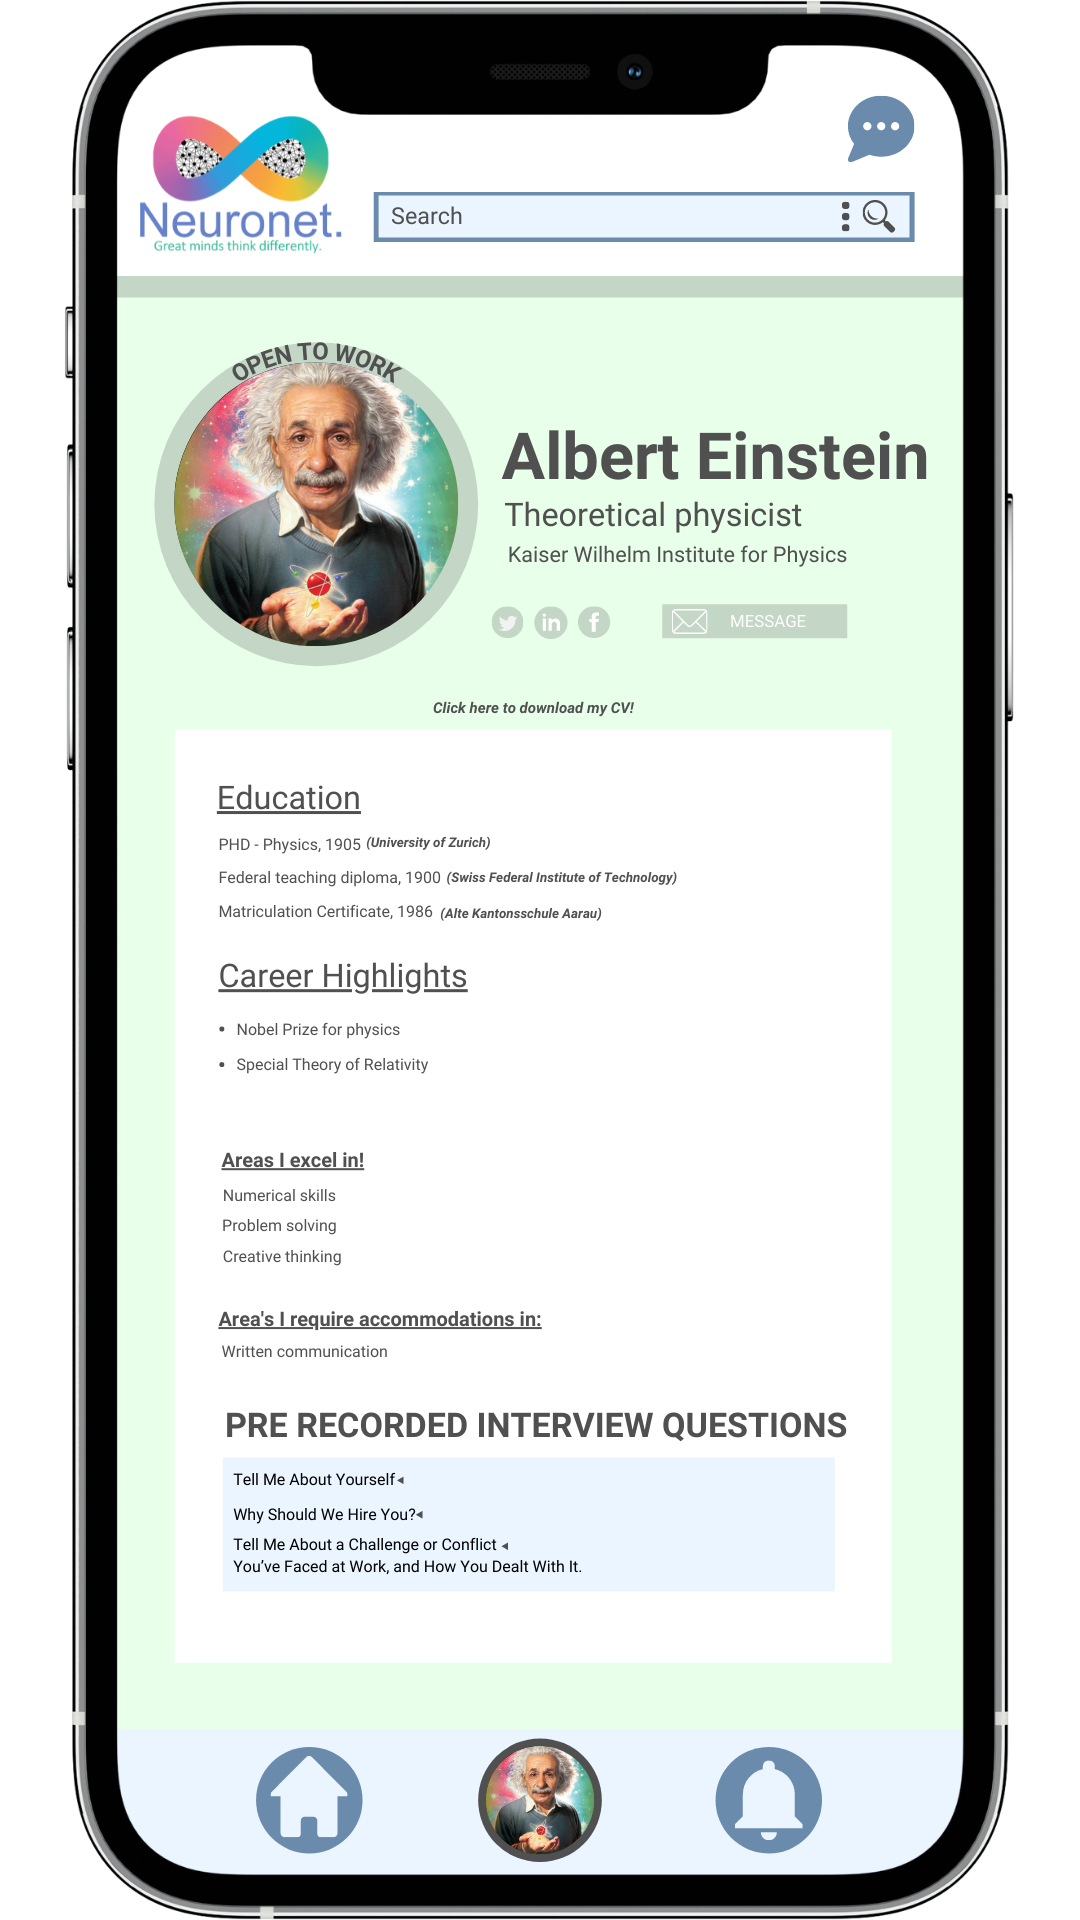 Neuronet.
Great minds think differently.
Search
OPEN TO WORK
Albert Einstein
Theoretical physicist
Kaiser Wilhelm Institute for Physics
in f MESSAGE
Click here to download my CV!
Education
PHD - Physics, 1905 (University of Zurich)
Federal teaching diploma, 1900 (Swiss Federal Institute of Technology)
Matriculation Certificate, 1986 (Alte Kantonsschule Aarau)
Career Highlights
• Nobel Prize for physics
• Special Theory of Relativity
Areas I excel in!
Numerical skills
Problem solving
Creative thinking
Area's I require accommodations in:
Written communication
PRE RECORDED INTERVIEW QUESTIONS
Tell Me About Yourself
Why Should We Hire You?
Tell Me About a Challenge or Conflict
You’ve Faced at Work, and How You Dealt With It.